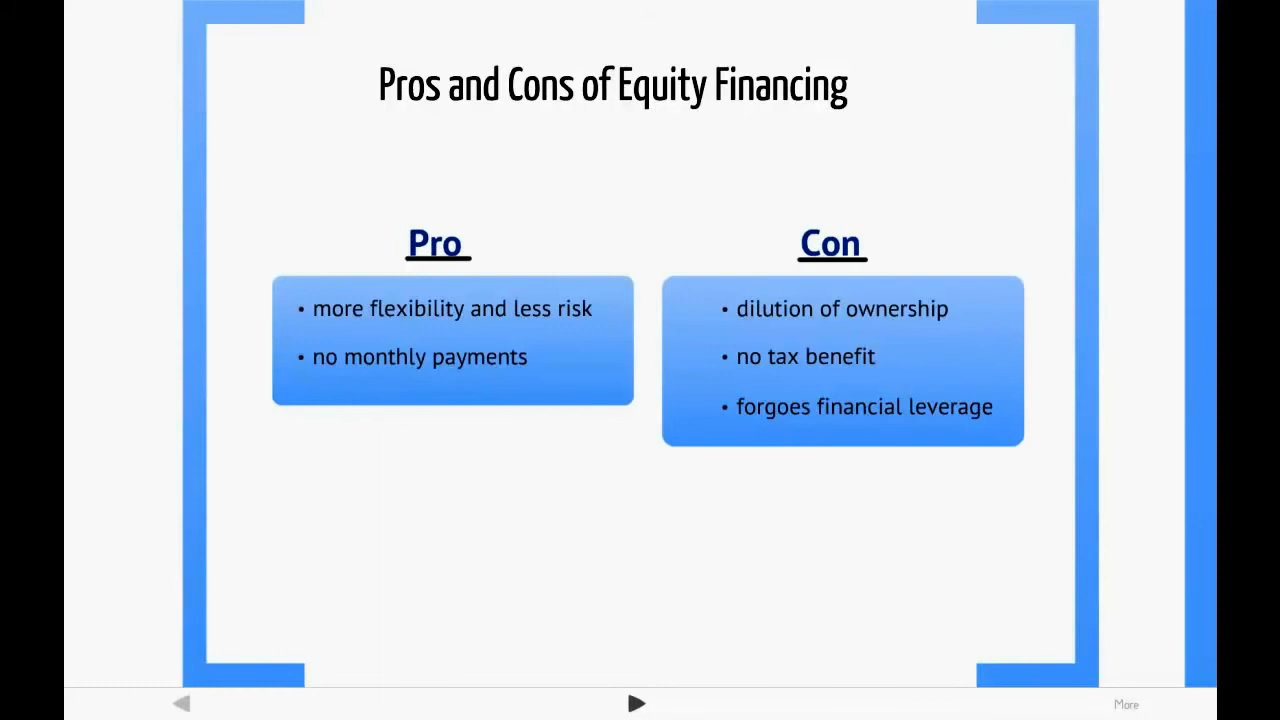 Pros and Cons of Equity Financing
Pro
• more flexibility and less risk
• no monthly payments
Con
• dilution of ownership
• no tax benefit
• forgoes financial leverage
More